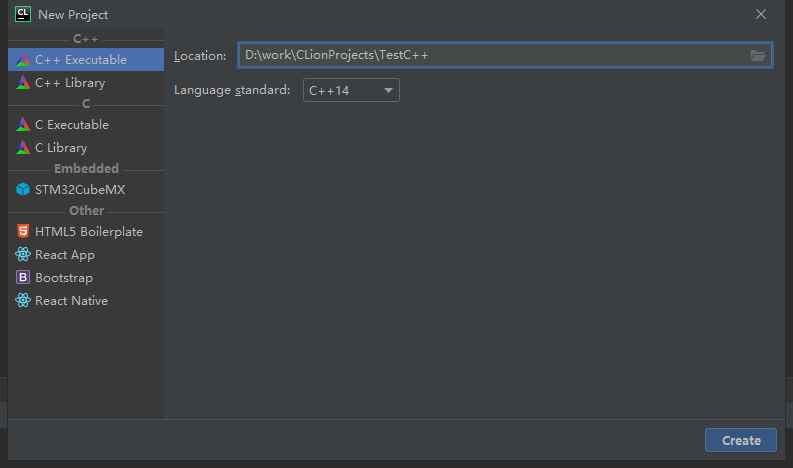 CL New Project
C++
C++ Executable
C++ Library
C
C Executable
C Library
Embedded
STM32CubeMX
Other
HTML5 Boilerplate
React App
B Bootstrap
React Native
Location: D:\work\CLionProjects\TestC++
Language standard: C++14
Create